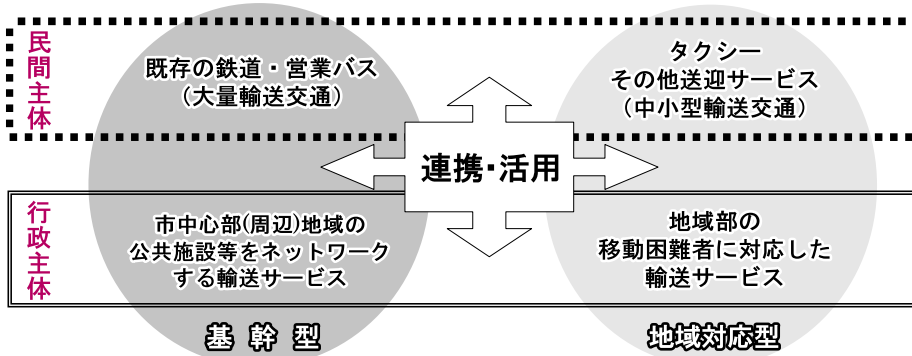 民間主体
既存の鉄道・営業バス
(大量輸送交通)
タクシー
その他送迎サービス
(中小型輸送交通)
連携・活用
行政主体
市中心部(周辺)地域の
公共施設等をネットワーク
する輸送サービス
地域部の
移動困難者に対応した
輸送サービス
基幹型
地域対応型